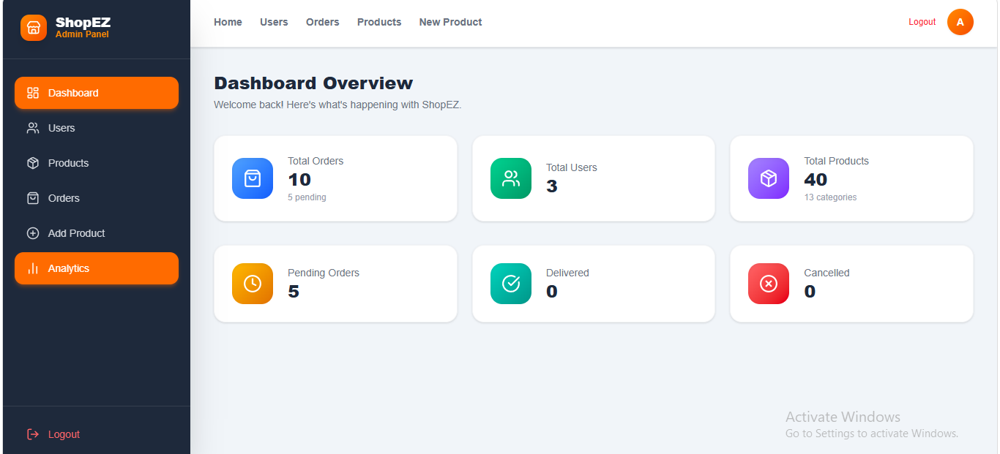 ShopEZ
Admin Panel
Home Users Orders Products New Product
Logout A
Dashboard
Users
Products
Orders
Add Product
Analytics
Logout
Dashboard Overview
Welcome back! Here's what's happening with ShopEZ.
Total Orders
10
5 pending
Total Users
3
Total Products
40
13 categories
Pending Orders
5
Delivered
0
Cancelled
0
Activate Windows
Go to Settings to activate Windows.